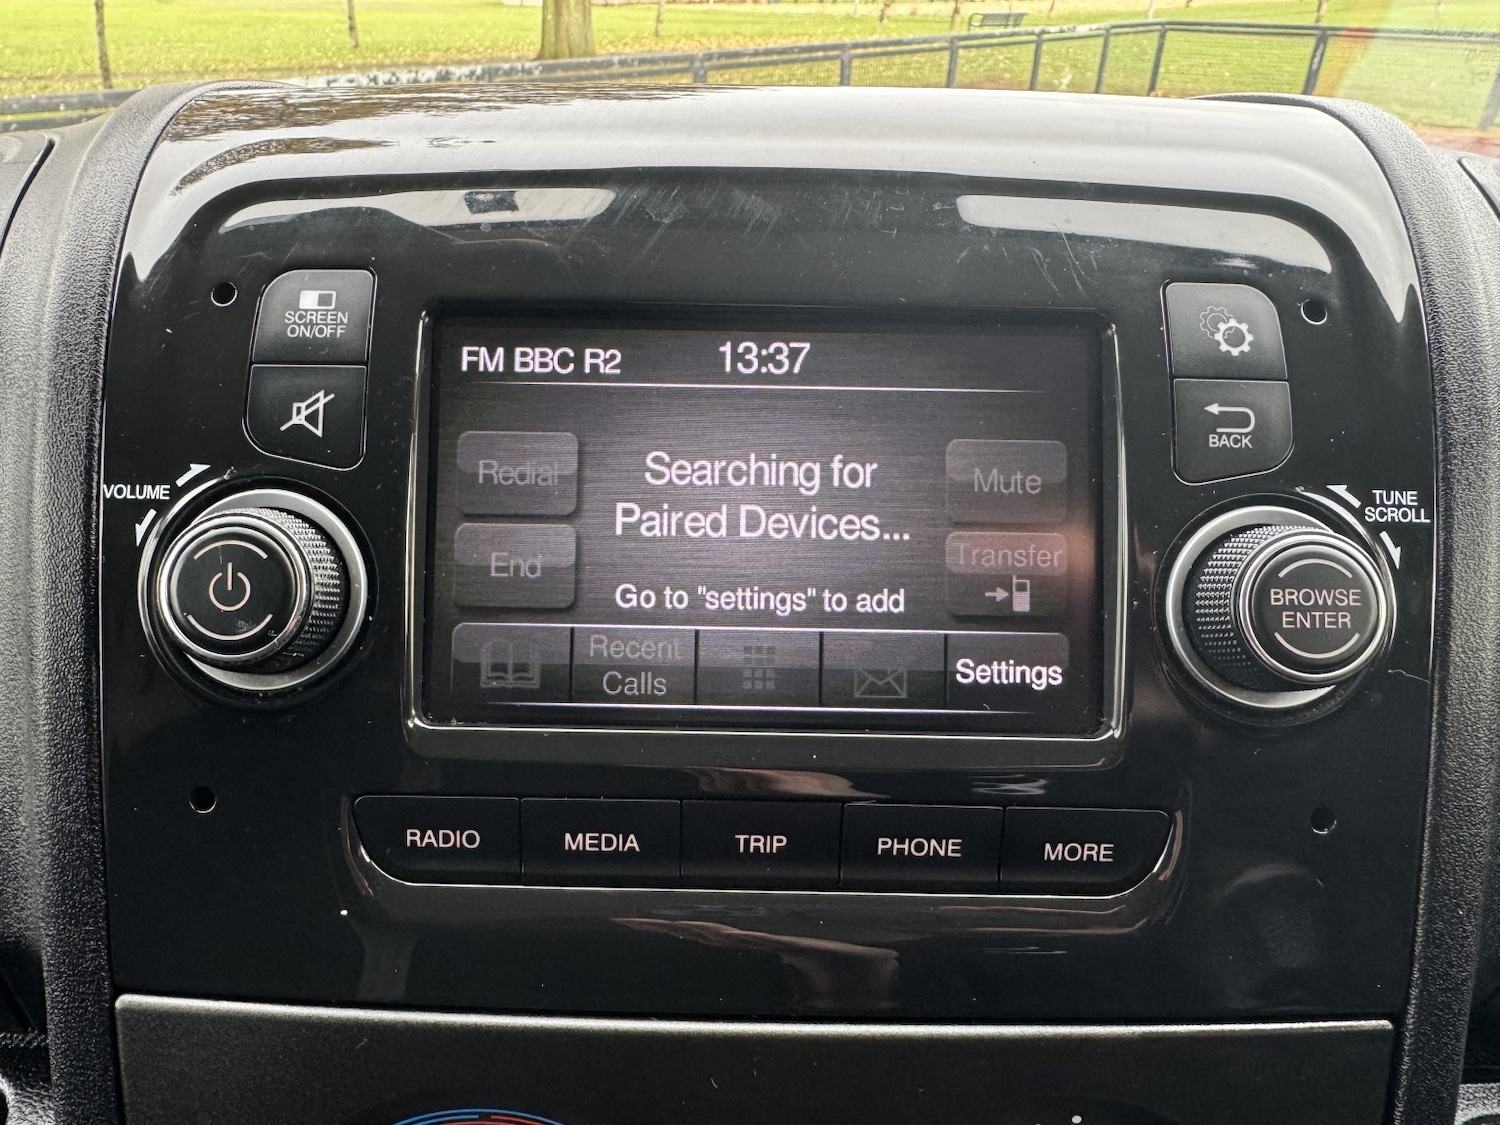 SCREEN
ON/OFF
VOLUME
FM BBC R2
13:37
Redial
Searching for
Paired Devices...
Mute
End
Transfer
Go to "settings" to add
Recent
Calls
Settings
BACK
TUNE
SCROLL
BROWSE
ENTER
RADIO
MEDIA
TRIP
PHONE
MORE